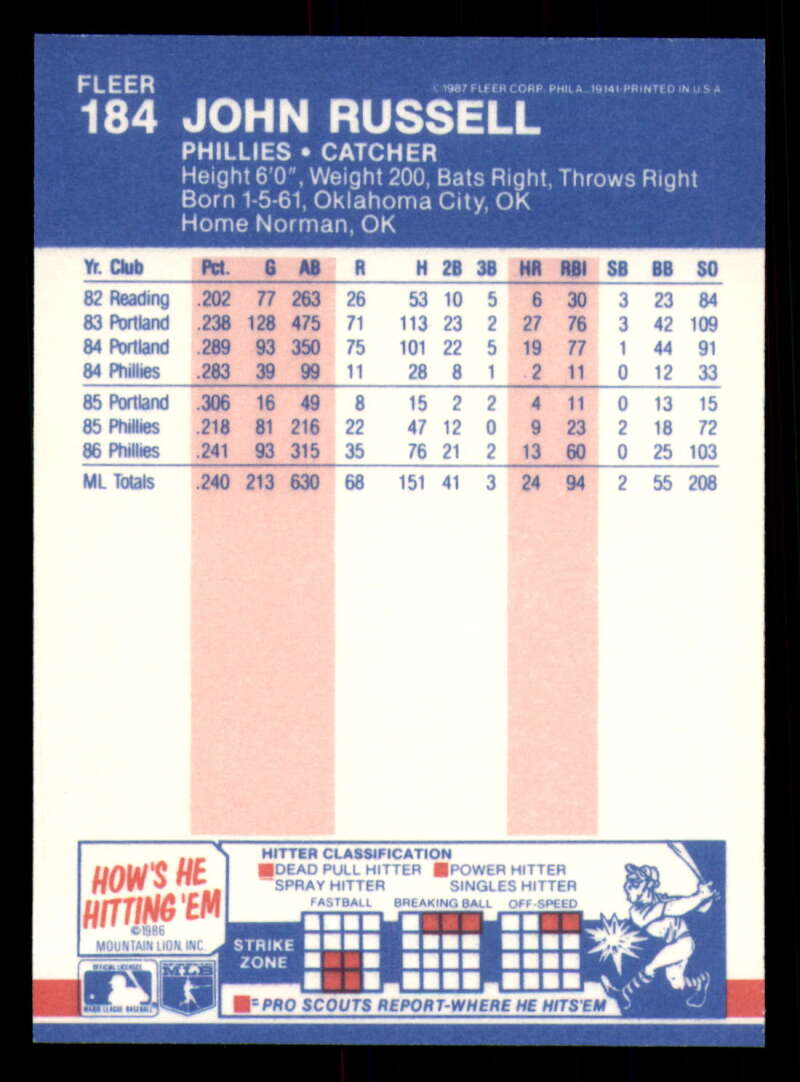 FLEER
184 JOHN RUSSELL
© 1987 FLEER CORP. PHILA., 19141 PRINTED IN U.S.A
PHILLIES • CATCHER
Height 6'0", Weight 200, Bats Right, Throws Right
Born 1-5-61, Oklahoma City, OK
Home Norman, OK
Yr. Club Pct. G AB R H 2B 3B HR RBI SB BB SO
82 Reading .202 77 263 26 53 10 5 6 30 3 23 84
83 Portland .238 128 475 71 113 23 2 27 76 3 42 109
84 Portland .289 93 350 75 101 22 5 19 77 1 44 91
84 Phillies .283 39 99 11 28 8 1 2 11 0 12 33
85 Portland .306 16 49 8 15 2 2 4 11 0 13 15
85 Phillies .218 81 216 22 47 12 0 9 23 2 18 72
86 Phillies .241 93 315 35 76 21 2 13 60 0 25 103
ML Totals .240 213 630 68 151 41 3 24 94 2 55 208
HOW'S HE
HITTING 'EM
©1986
MOUNTAIN LION, INC.
HITTER CLASSIFICATION
DEAD PULL HITTER POWER HITTER
SPRAY HITTER SINGLES HITTER
FASTBALL BREAKING BALL OFF-SPEED
STRIKE
ZONE
= PRO SCOUTS REPORT-WHERE HE HITS 'EM
OFFICIAL LICENSEE
MAJOR LEAGUE BASEBALL